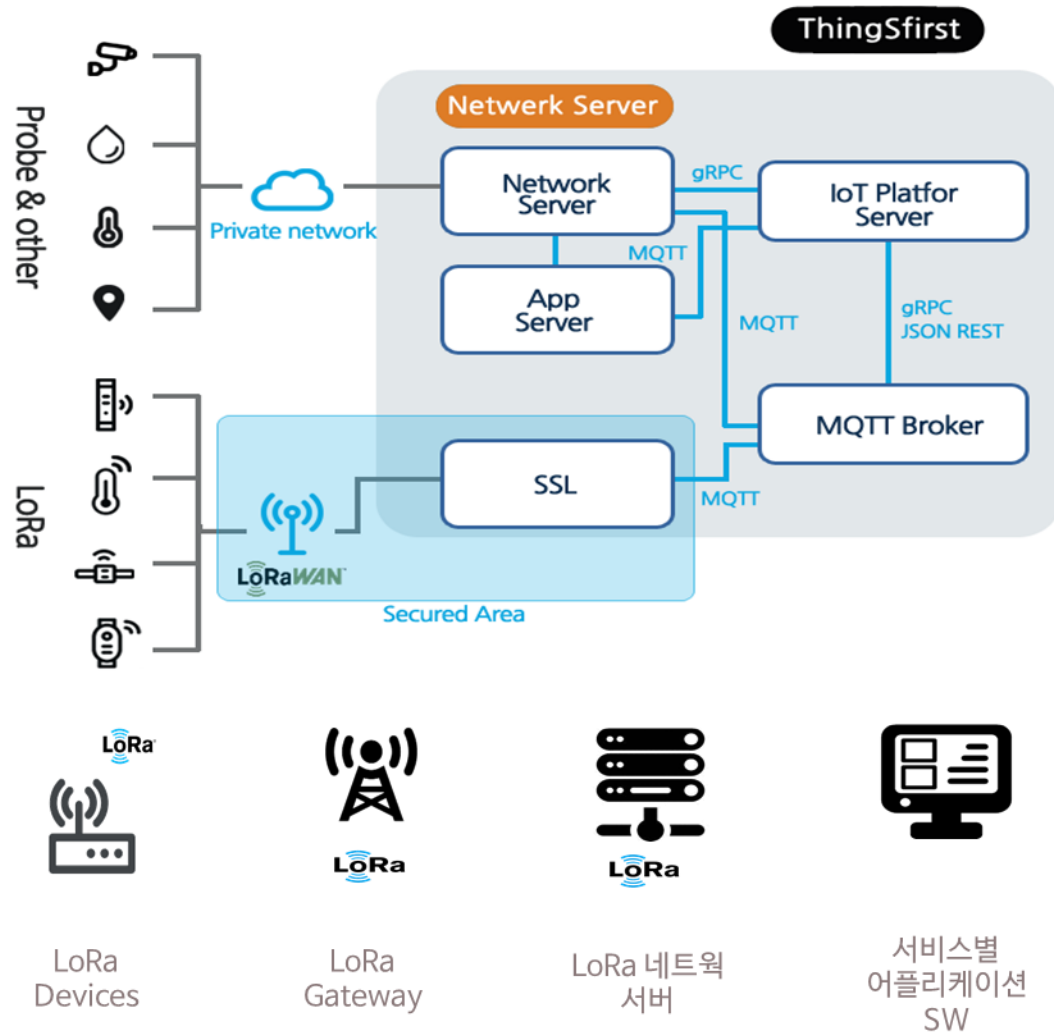 ThingSfirst
Netwerk Server
Probe & other
Private network
Network
Server
gRPC
IoT Platfor
Server
MQTT
App
Server
MQTT
gRPC
JSON REST
MQTT Broker
LoRa
SSL
MQTT
LoRaWAN
Secured Area
LoRa
LoRa
LoRa
LoRa
Devices
LoRa
Gateway
LoRa 네트웍
서버
서비스별
어플리케이션
SW